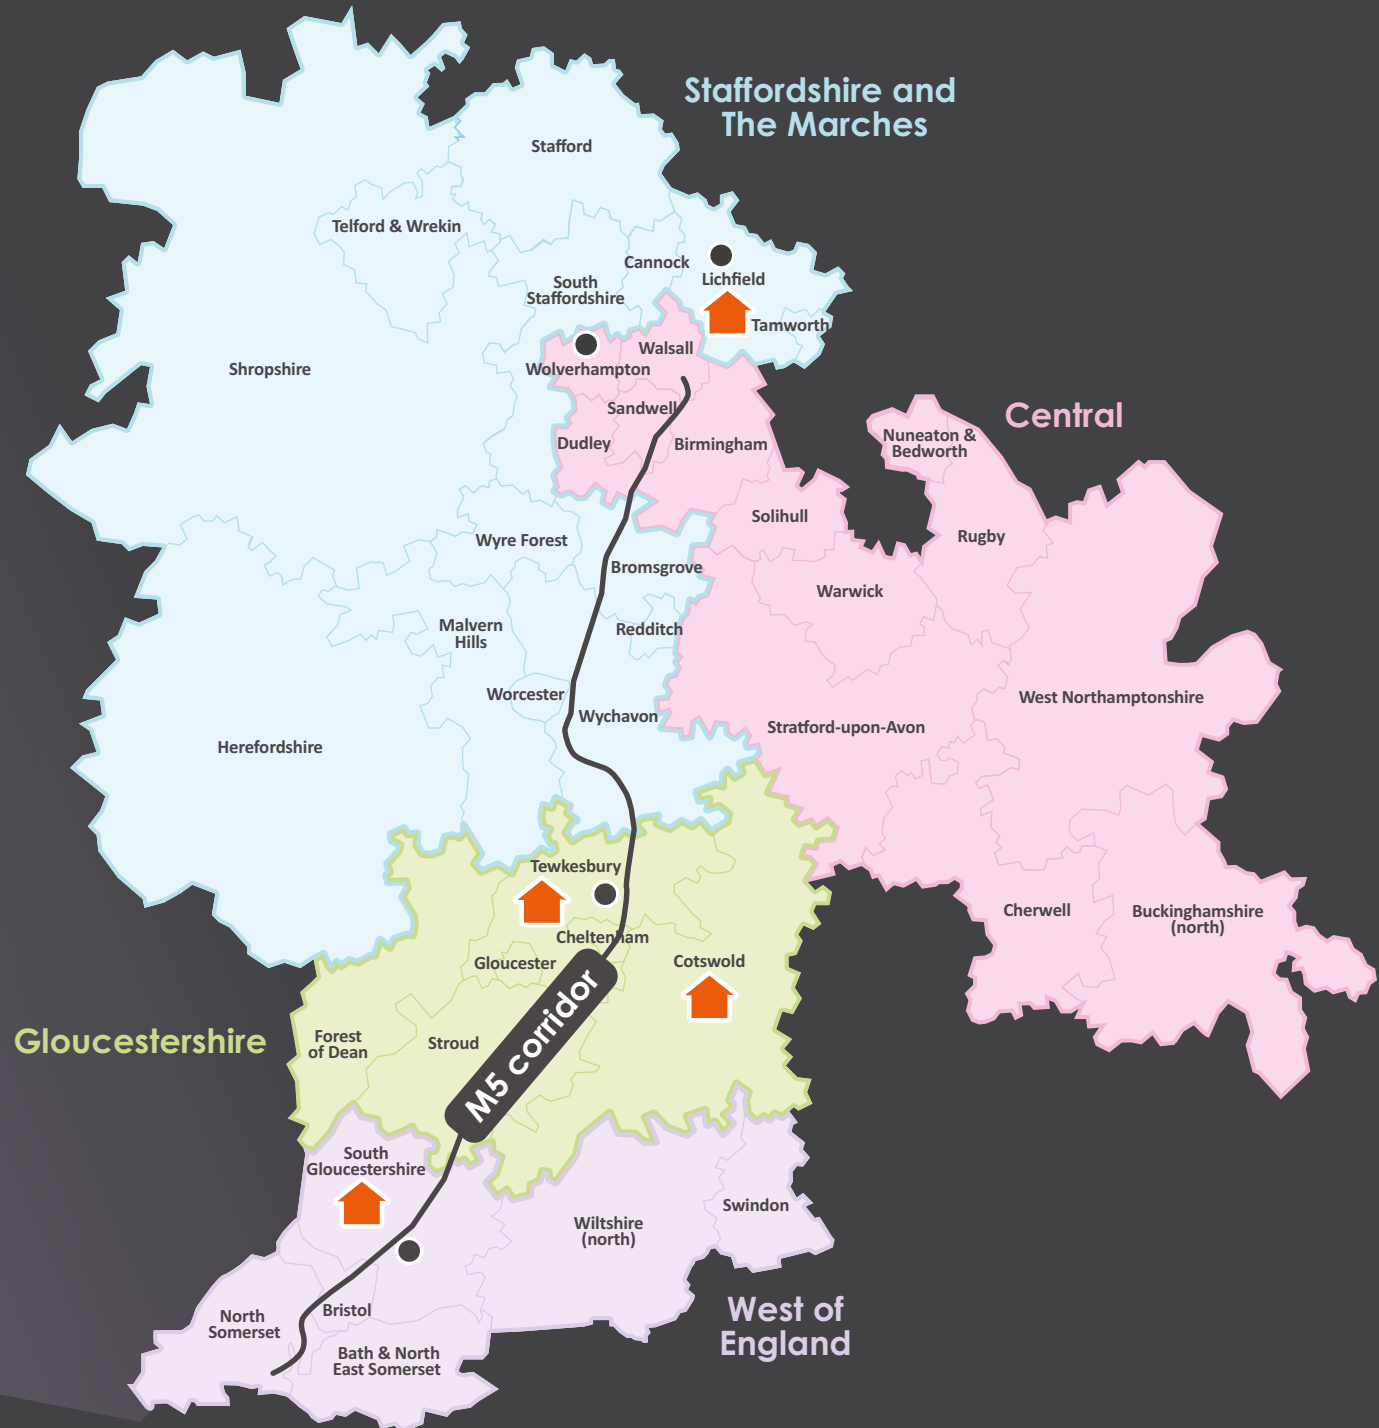 Staffordshire and
The Marches
Stafford
Telford & Wrekin
Cannock
Lichfield
South
Staffordshire
Tamworth
Walsall
Wolverhampton
Shropshire
Sandwell
Central
Dudley
Birmingham
Nuneaton &
Bedworth
Solihull
Rugby
Wyre Forest
Bromsgrove
Warwick
Malvern
Hills
Redditch
Worcester
West Northamptonshire
Wychavon
Stratford-upon-Avon
Herefordshire
Tewkesbury
Cherwell
Buckinghamshire
(north)
Cheltenham
Gloucester
Cotswold
M5 corridor
Gloucestershire
Forest
of Dean
Stroud
South
Gloucestershire
Swindon
Wiltshire
(north)
West of
England
North
Somerset
Bristol
Bath & North
East Somerset